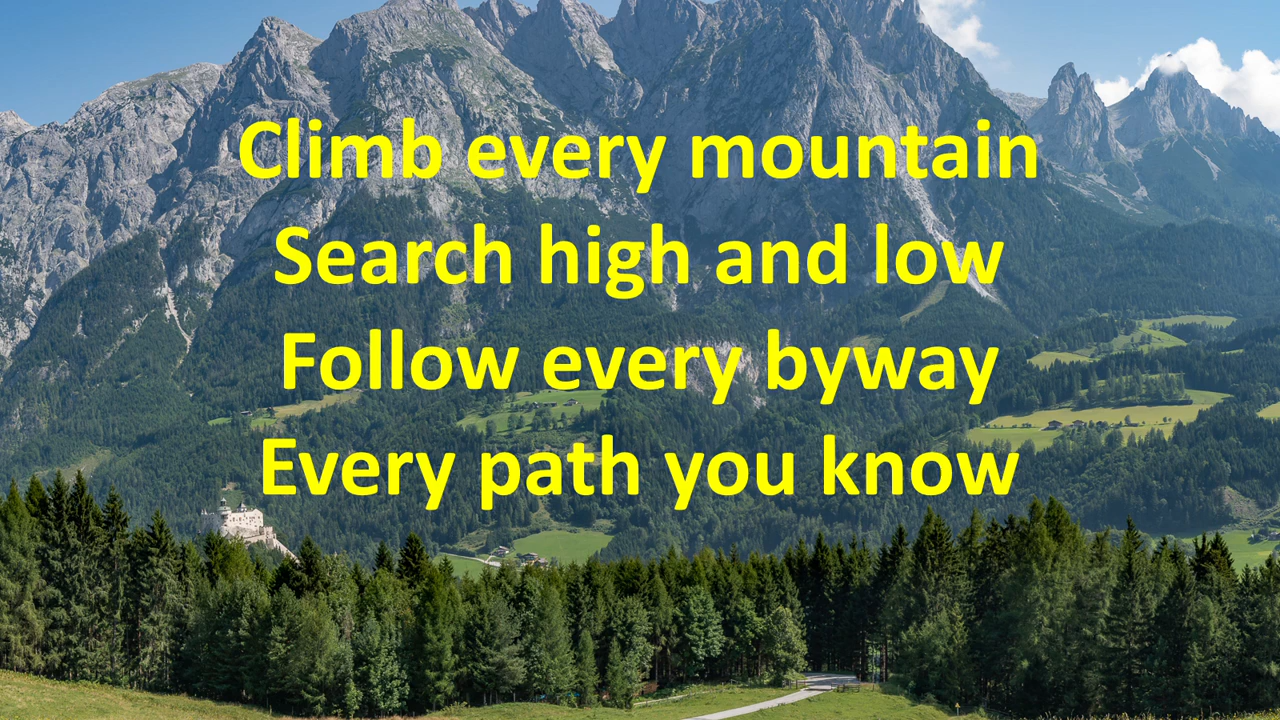 Climb every mountain
Search high and low
Follow every byway
Every path you know